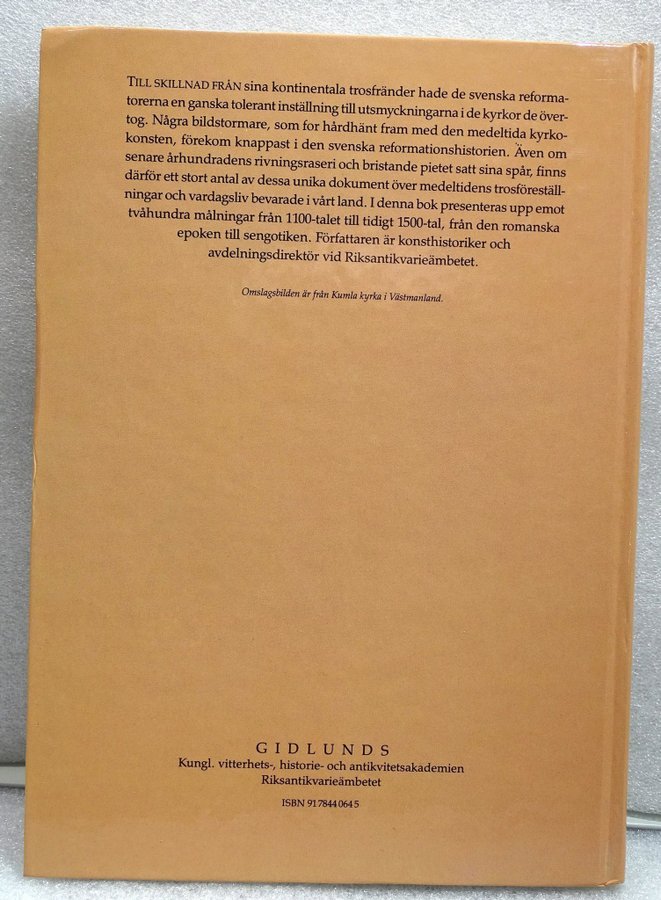 TILL SKILLNAD FRÅN sina kontinentala trosfränder hade de svenska reforma-
torerna en ganska tolerant inställning till utsmyckningarna i de kyrkor de över-
tog. Några bildstormare, som for hårdhänt fram med den medeltida kyrko-
konsten, förekom knappast i den svenska reformationshistorien. Även om
senare århundradens rivningsraseri och bristande pietet satt sina spår, finns
därför ett stort antal av dessa unika dokument över medeltidens trosföreställ-
ningar och vardagsliv bevarade i vårt land. I denna bok presenteras upp emot
tvåhundra målningar från 1100-talet till tidigt 1500-tal, från den romanska
epoken till sengotiken. Författaren är konsthistoriker och
avdelningsdirektör vid Riksantikvarieämbetet.
Omslagsbilden är från Kumla kyrka i Västmanland.
GIDLUNDS
Kungl. vitterhets-, historie- och antikvitetsakademien
Riksantikvarieämbetet
ISBN 91 7844 064 5